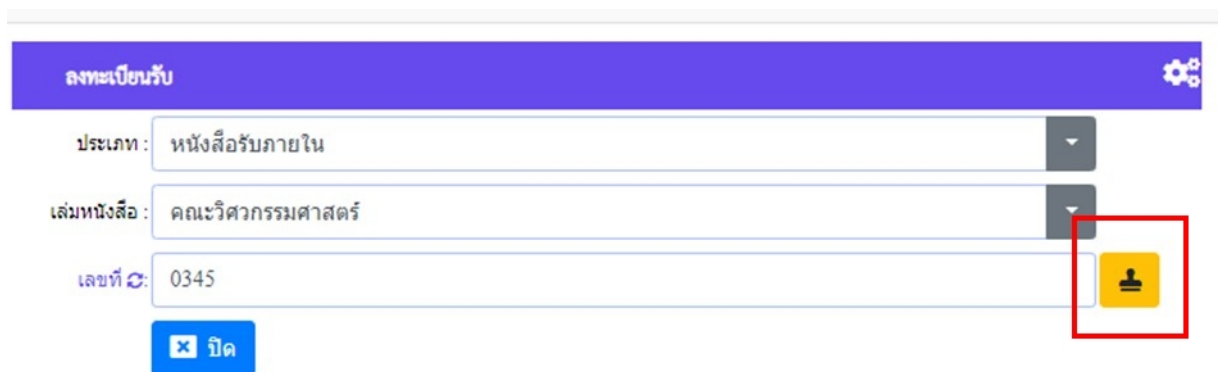 ลงทะเบียนรับ
ประเภท : หนังสือรับภายใน
เล่มหนังสือ : คณะวิศวกรรมศาสตร์
เลขที่ : 0345
ปิด